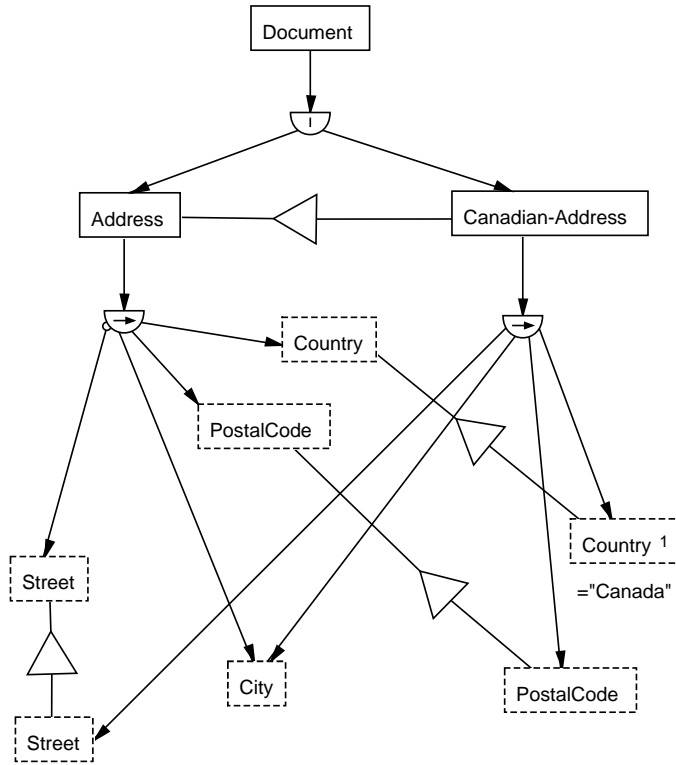 Document
Address
Canadian-Address
Country
PostalCode
Country 1
="Canada"
Street
City
PostalCode
Street